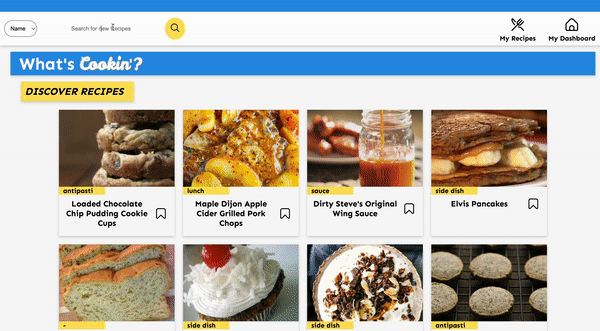 Name
Search for new Recipes
My Recipes
My Dashboard
What's Cookin'?
DISCOVER RECIPES
antipasti
lunch
sauce
side dish
Loaded Chocolate
Chip Pudding Cookie
Cups
Maple Dijon Apple
Cider Grilled Pork
Chops
Dirty Steve's Original
Wing Sauce
Elvis Pancakes
-
side dish
side dish
antipasti